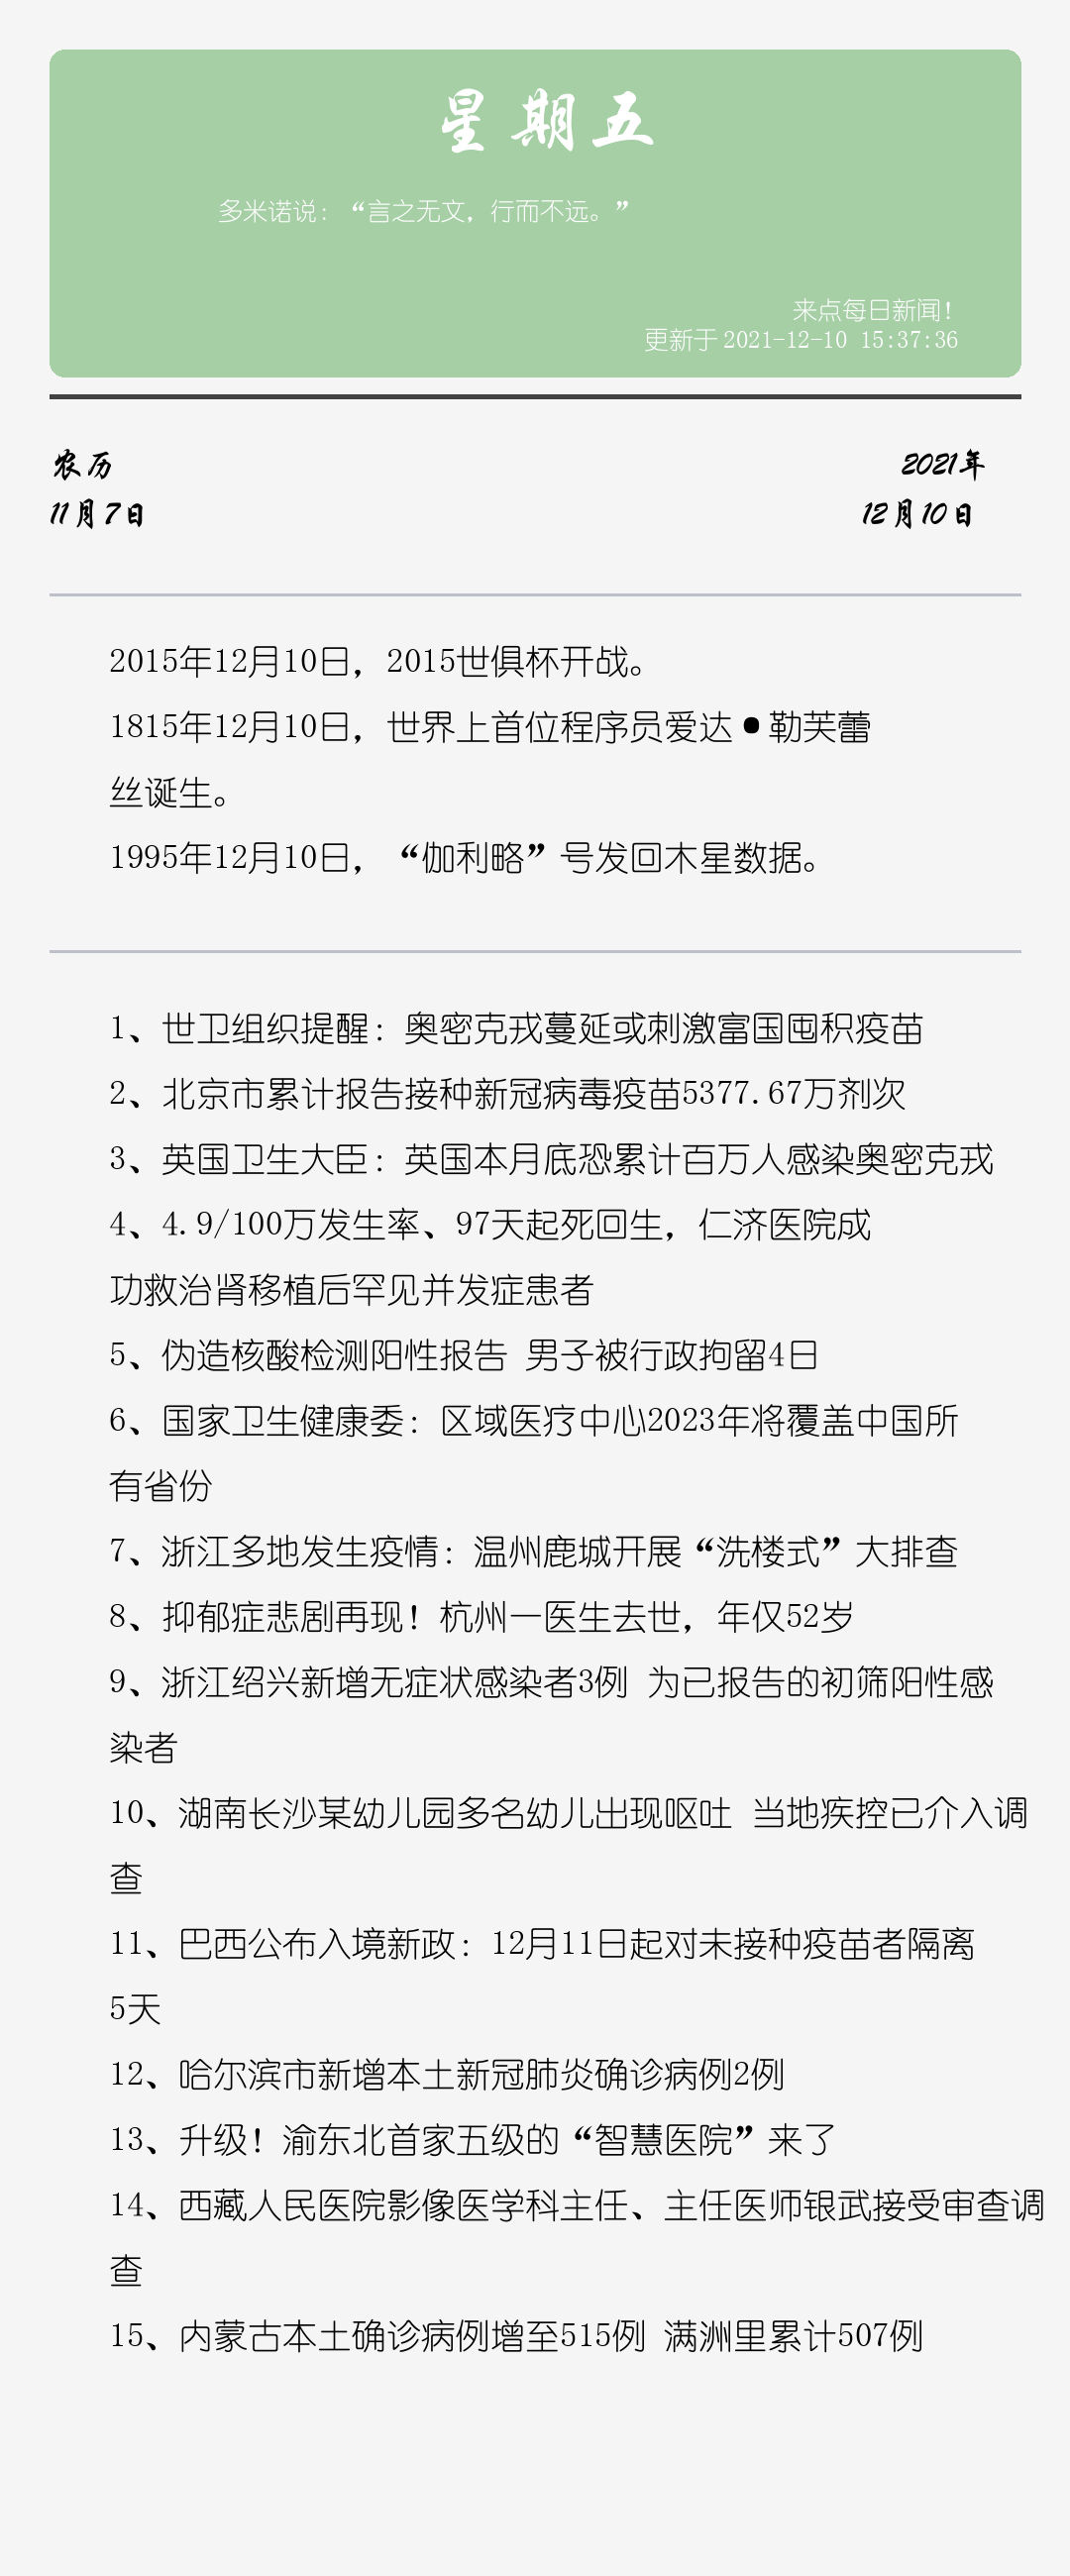 星期五
多米诺说：“言之无文，行而不远。”
来点每日新闻！
更新于 2021-12-10 15:37:36
农历
2021年
11月7日
12月10日
2015年12月10日，2015世俱杯开战。
1815年12月10日，世界上首位程序员爱达•勒芙蕾
丝诞生。
1995年12月10日，“伽利略”号发回木星数据。
1、世卫组织提醒：奥密克戎蔓延或刺激富国囤积疫苗
2、北京市累计报告接种新冠病毒疫苗5377.67万剂次
3、英国卫生大臣：英国本月底恐累计百万人感染奥密克戎
4、4.9/100万发生率、97天起死回生，仁济医院成
功救治肾移植后罕见并发症患者
5、伪造核酸检测阳性报告 男子被行政拘留4日
6、国家卫生健康委：区域医疗中心2023年将覆盖中国所
有省份
7、浙江多地发生疫情：温州鹿城开展“洗楼式”大排查
8、抑郁症悲剧再现！杭州一医生去世，年仅52岁
9、浙江绍兴新增无症状感染者3例 为已报告的初筛阳性感
染者
10、湖南长沙某幼儿园多名幼儿出现呕吐 当地疾控已介入调
查
11、巴西公布入境新政：12月11日起对未接种疫苗者隔离
5天
12、哈尔滨市新增本土新冠肺炎确诊病例2例
13、升级！渝东北首家五级的“智慧医院”来了
14、西藏人民医院影像医学科主任、主任医师银武接受审查调
查
15、内蒙古本土确诊病例增至515例 满洲里累计507例